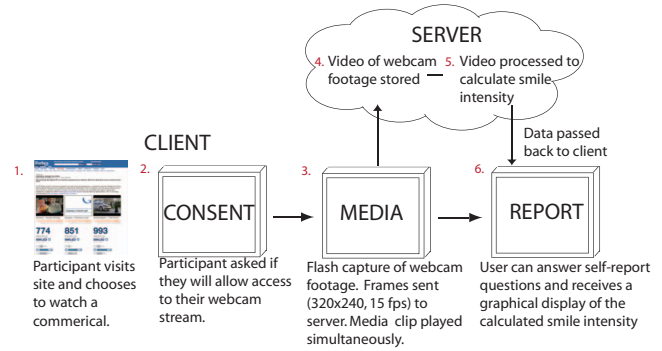 SERVER
4. Video of webcam
footage stored
5. Video processed to
calculate smile
intensity
Data passed
back to client
CLIENT
1.
774
851
993
Participant visits
site and chooses
to watch a
commerical.
2.
CONSENT
Participant asked if
they will allow access
to their webcam
stream.
3.
MEDIA
Flash capture of webcam
footage. Frames sent
(320x240, 15 fps) to
server. Media clip played
simultaneously.
6.
REPORT
User can answer self-report
questions and receives a
graphical display of the
calculated smile intensity